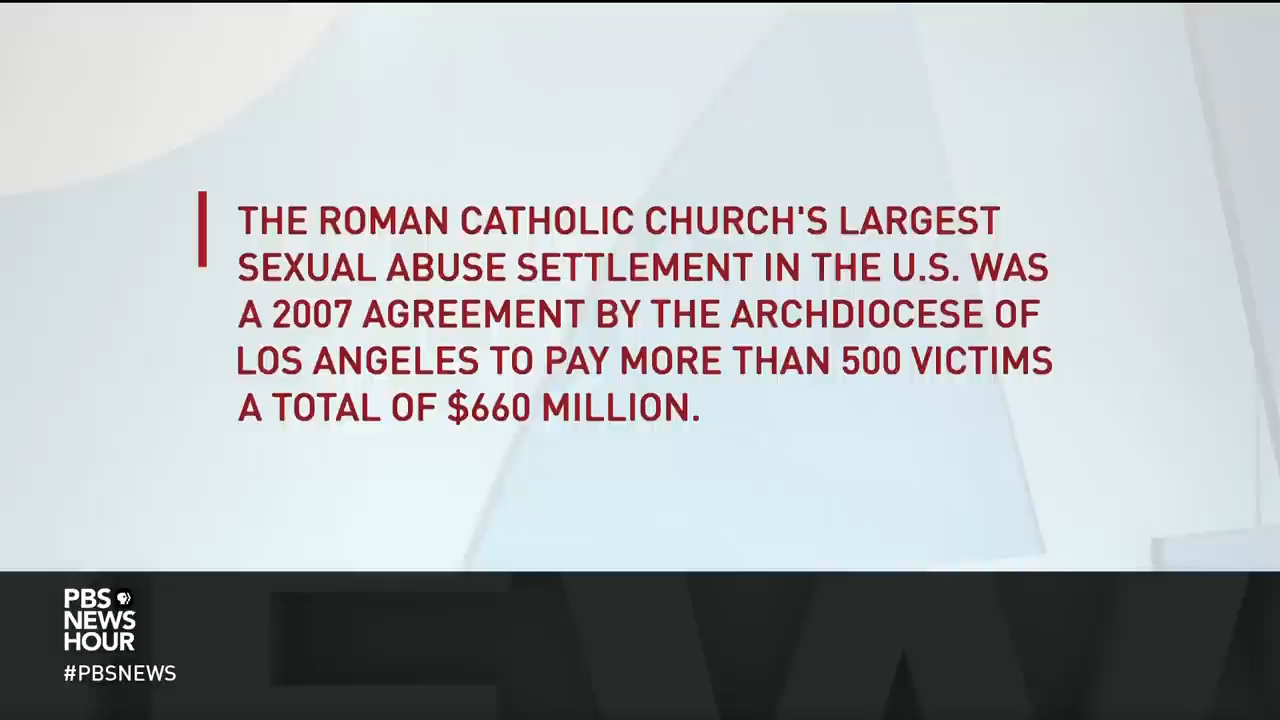 THE ROMAN CATHOLIC CHURCH'S LARGEST
SEXUAL ABUSE SETTLEMENT IN THE U.S. WAS
A 2007 AGREEMENT BY THE ARCHDIOCESE OF
LOS ANGELES TO PAY MORE THAN 500 VICTIMS
A TOTAL OF $660 MILLION.
PBS
NEWS
HOUR
#PBSNEWS